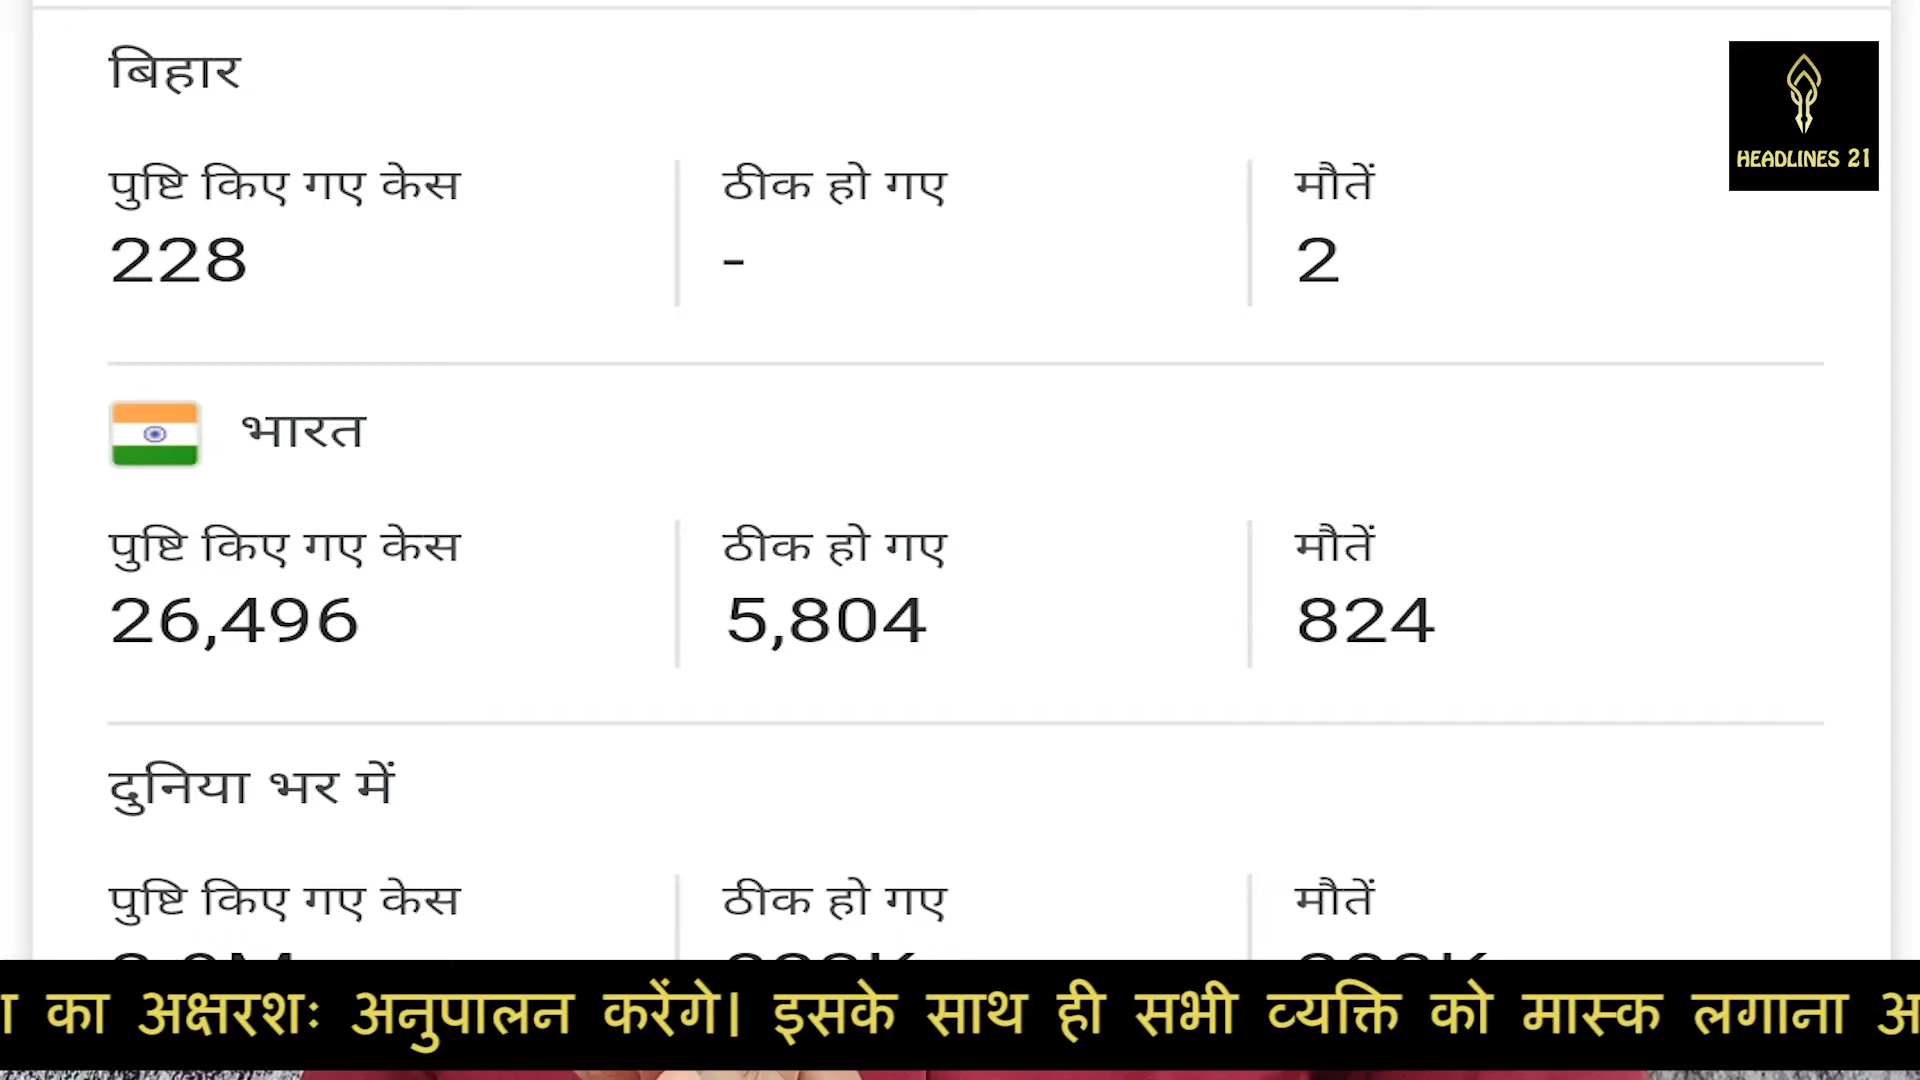 बिहार
HEADLINES 21
पुष्टि किए गए केस ठीक हो गए मौतें
228 - 2
भारत
पुष्टि किए गए केस ठीक हो गए मौतें
26,496 5,804 824
दुनिया भर में
पुष्टि किए गए केस ठीक हो गए मौतें
का अक्षरशः अनुपालन करेंगे। इसके साथ ही सभी व्यक्ति को मास्क लगाना